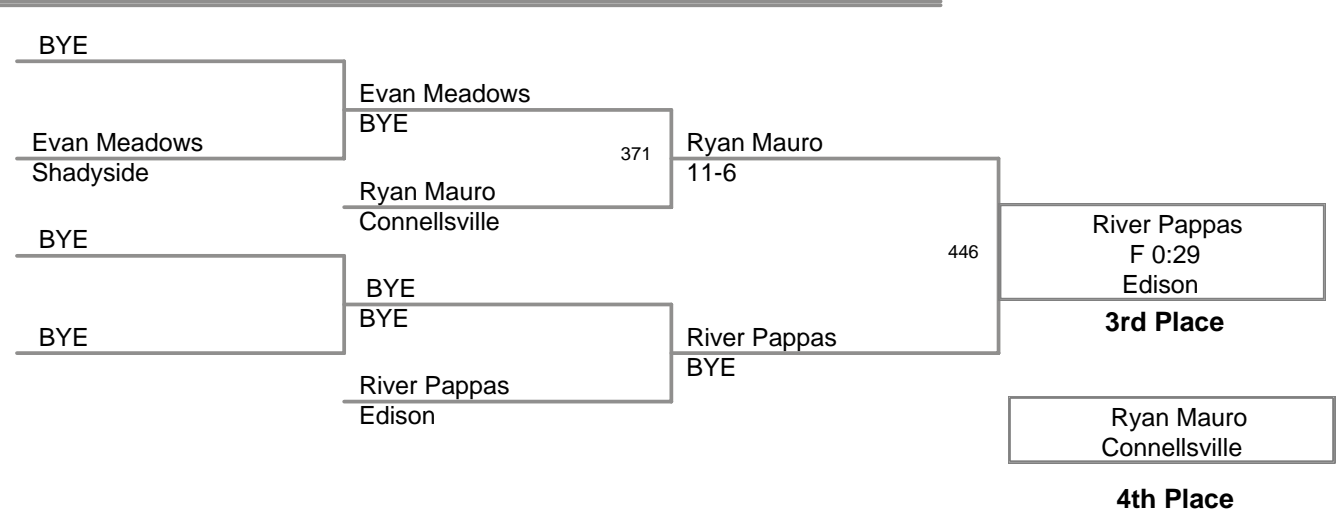 BYE
Evan Meadows
BYE
Evan Meadows
Shadyside
371
Ryan Mauro
11-6
Ryan Mauro
Connellsville
BYE
River Pappas
F 0:29
Edison
446
BYE
BYE
3rd Place
BYE
River Pappas
BYE
River Pappas
Edison
Ryan Mauro
Connellsville
4th Place